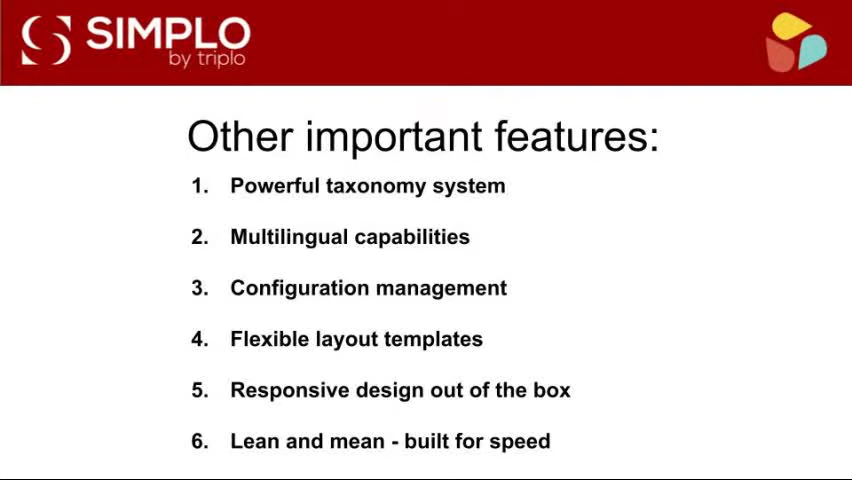 SIMPLO
by triplo
Other important features:
1. Powerful taxonomy system
2. Multilingual capabilities
3. Configuration management
4. Flexible layout templates
5. Responsive design out of the box
6. Lean and mean - built for speed